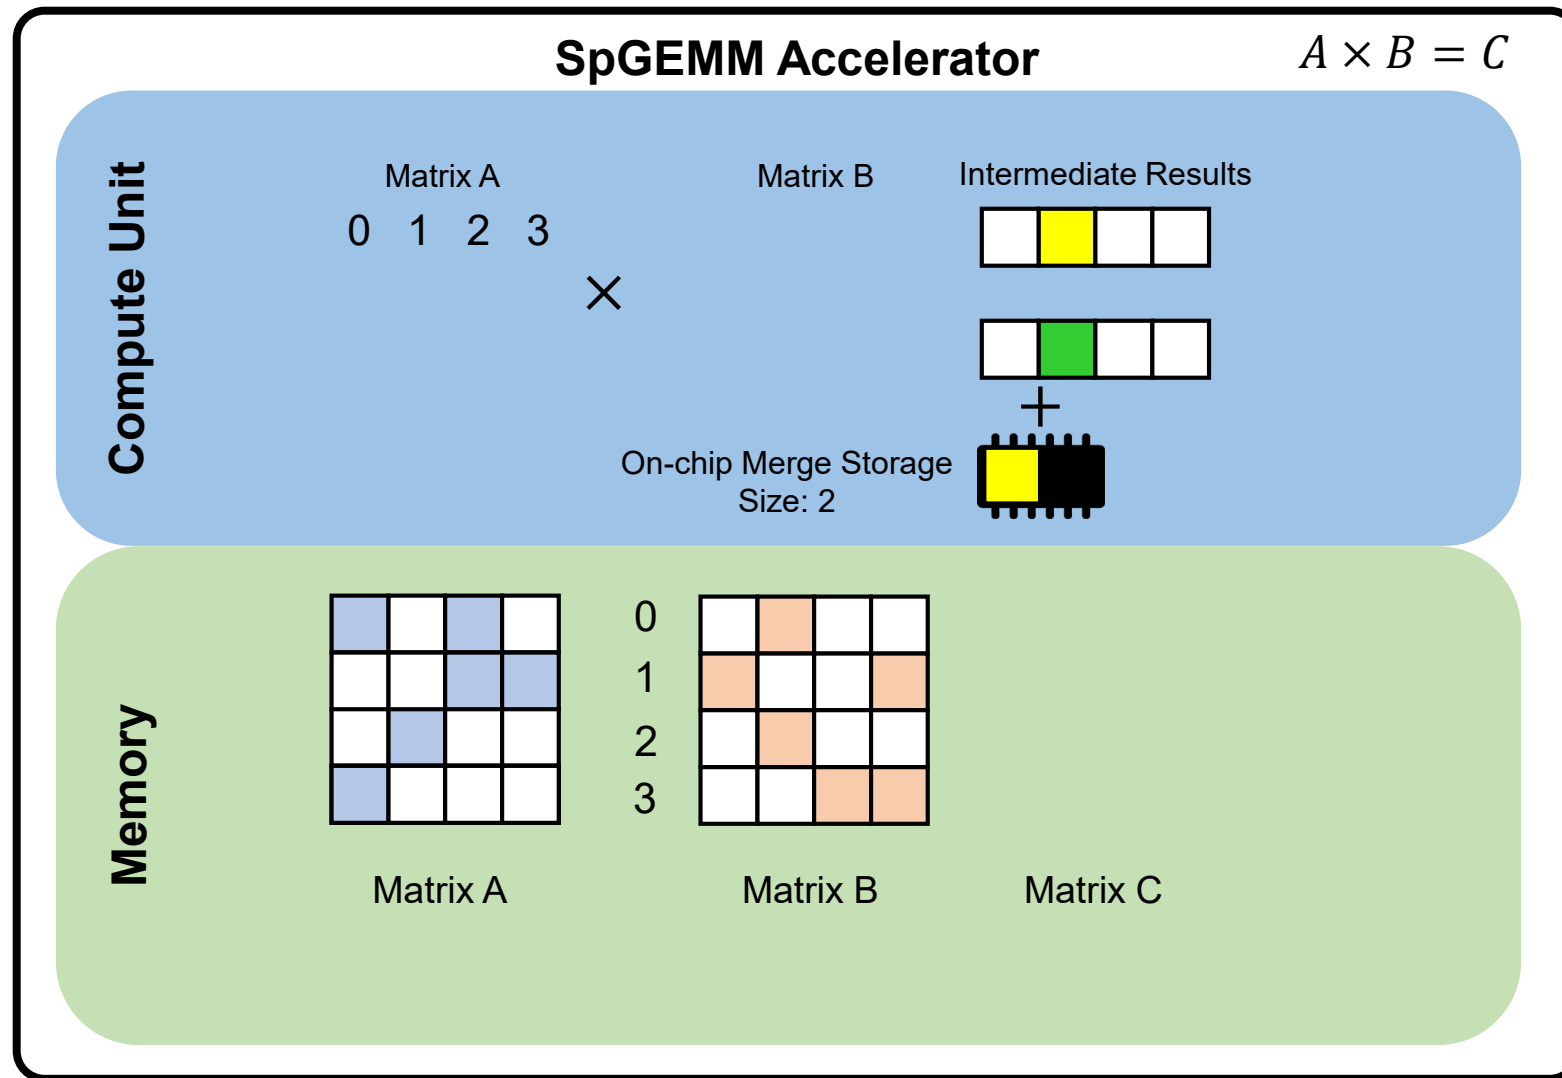 SpGEMM Accelerator
A × B = C
Compute Unit
Matrix A
Matrix B
Intermediate Results
0 1 2 3
×
+
On-chip Merge Storage
Size: 2
Memory
0
1
2
3
Matrix A
Matrix B
Matrix C